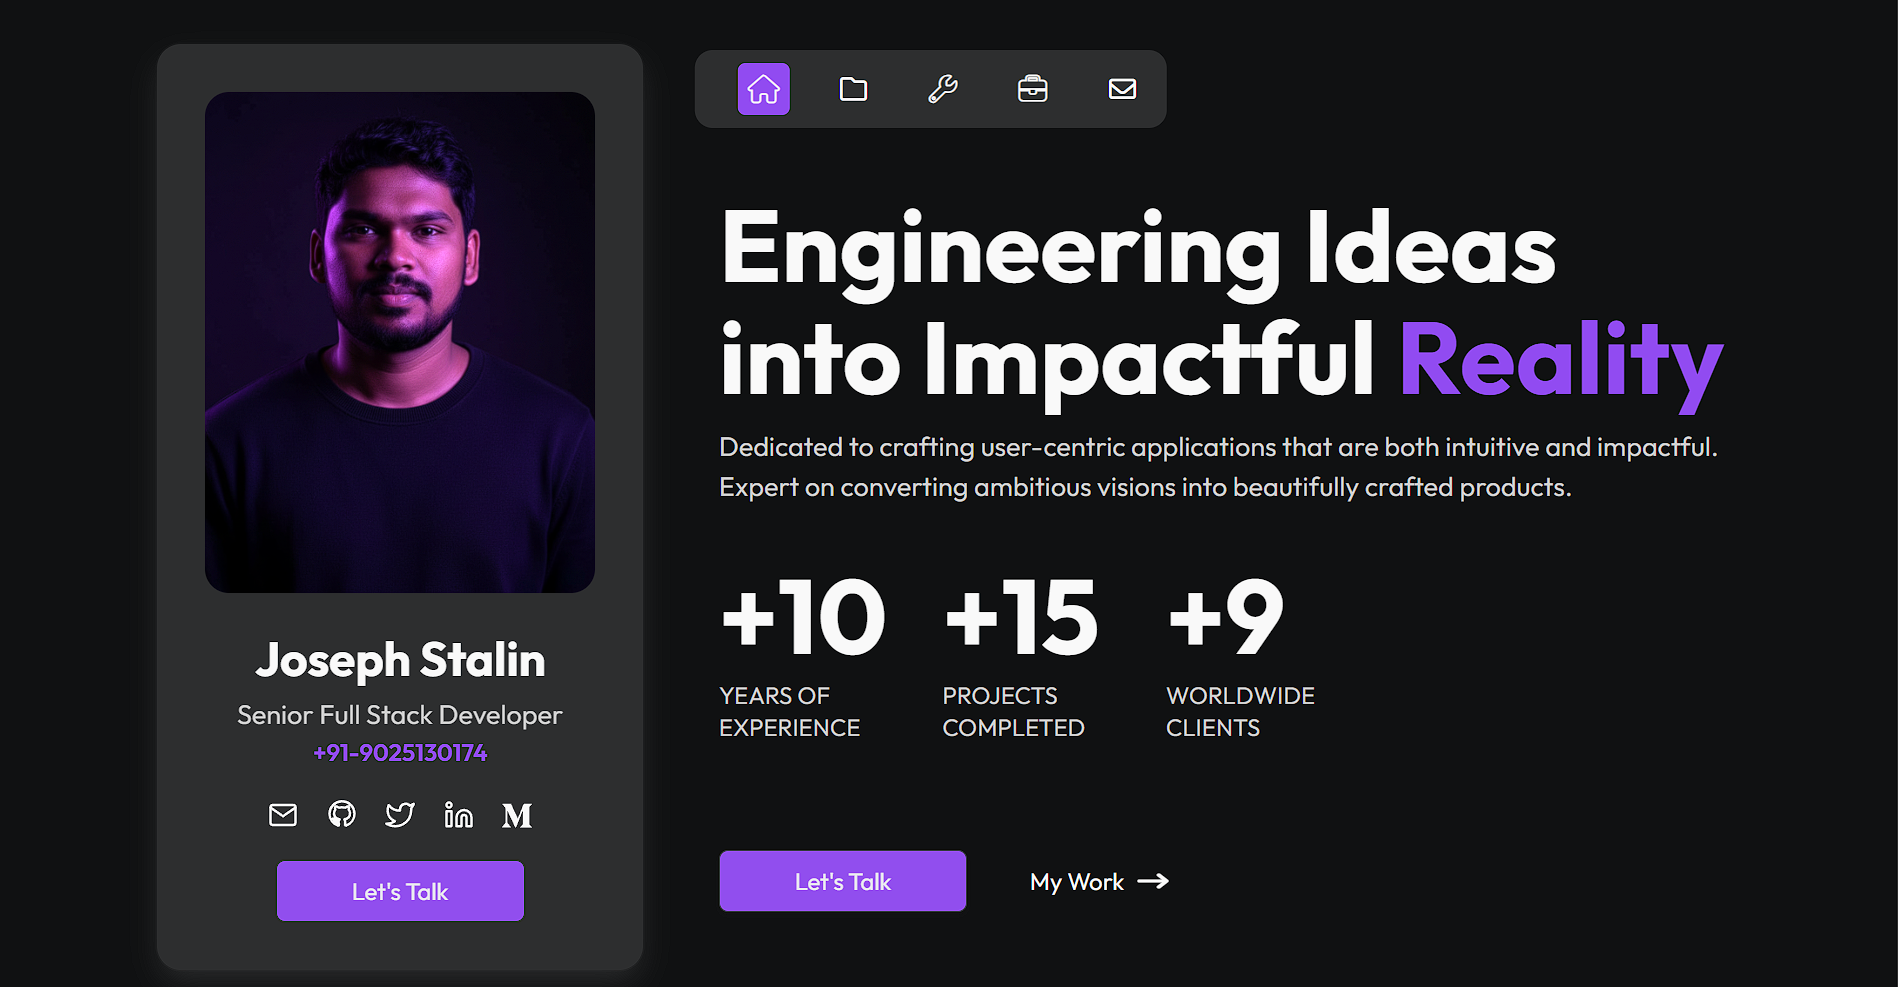 Joseph Stalin
Senior Full Stack Developer
+91-9025130174
M
Let's Talk
Engineering Ideas
into Impactful Reality
Dedicated to crafting user-centric applications that are both intuitive and impactful.
Expert on converting ambitious visions into beautifully crafted products.
+10
YEARS OF
EXPERIENCE
+15
PROJECTS
COMPLETED
+9
WORLDWIDE
CLIENTS
Let's Talk
My Work